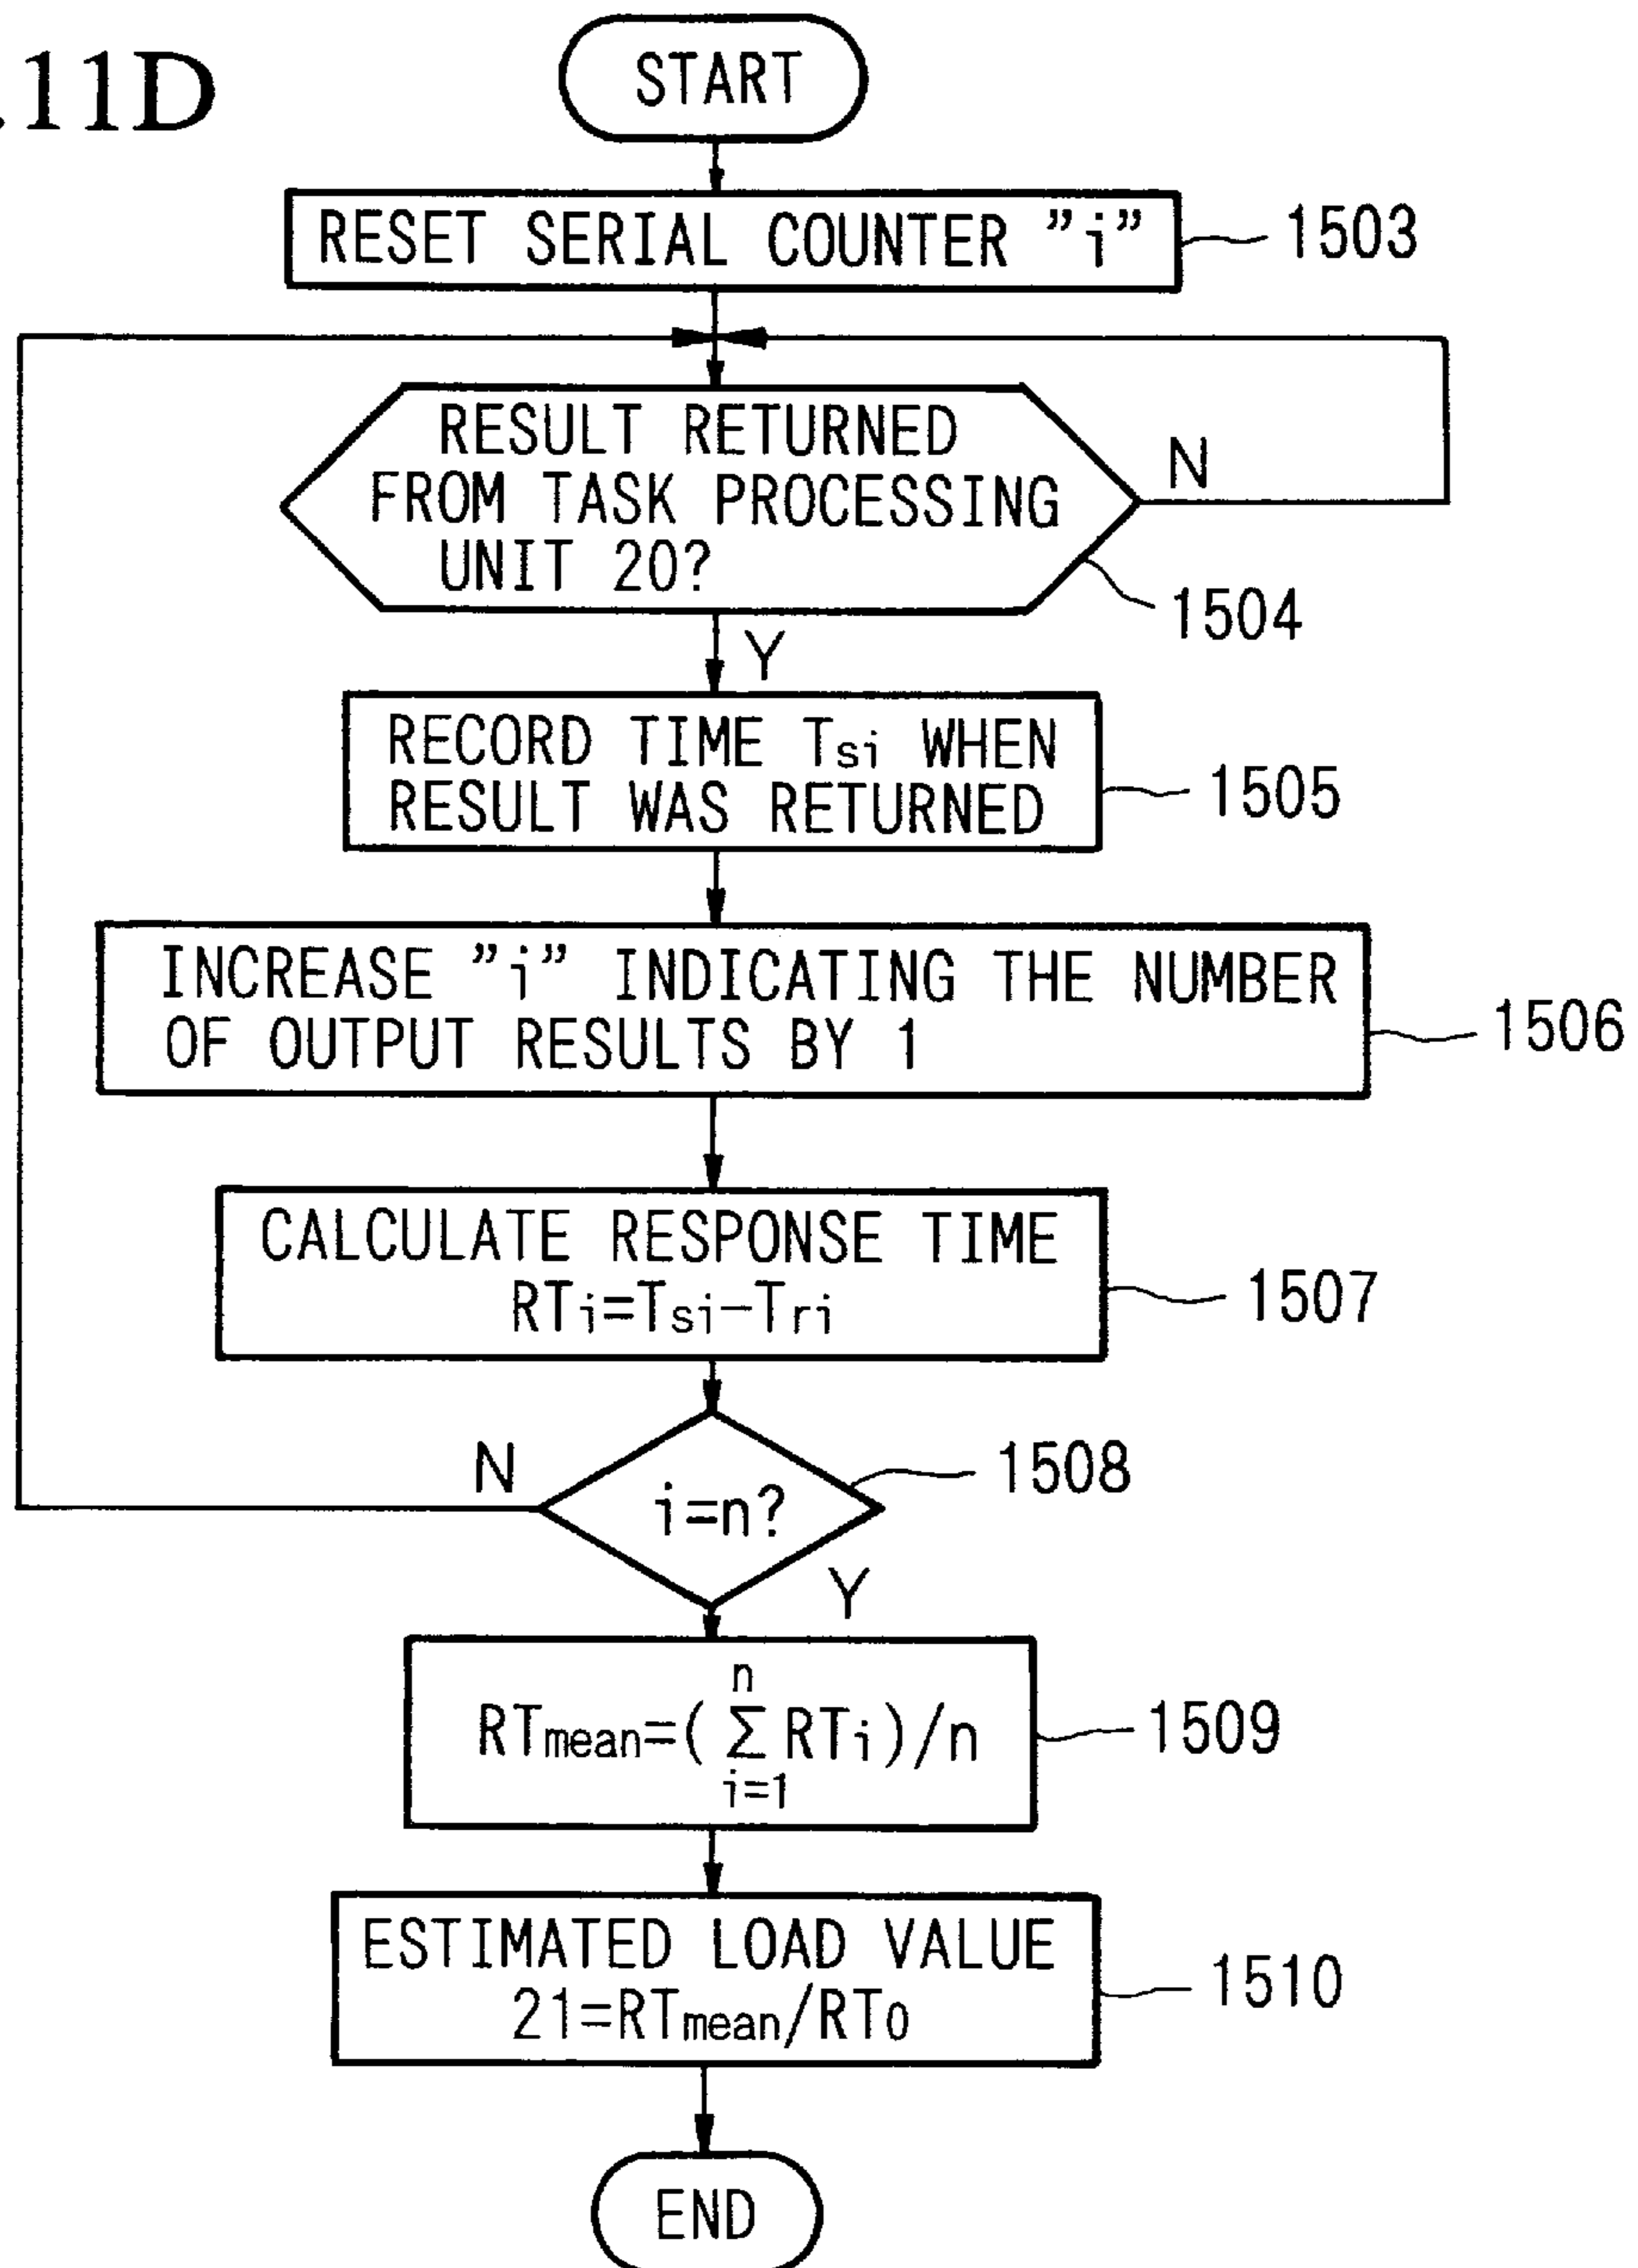 .11D
START
RESET SERIAL COUNTER ”i”
1503
RESULT RETURNED
FROM TASK PROCESSING
UNIT 20?
N
1504
Y
RECORD TIME Tsi WHEN
RESULT WAS RETURNED
1505
INCREASE ”i” INDICATING THE NUMBER
OF OUTPUT RESULTS BY 1
1506
CALCULATE RESPONSE TIME
RTi=Tsi-Tri
1507
N
i=n?
1508
Y
n
RTmean=(ΣRTi)/n
i=1
1509
ESTIMATED LOAD VALUE
21=RTmean/RT0
1510
END